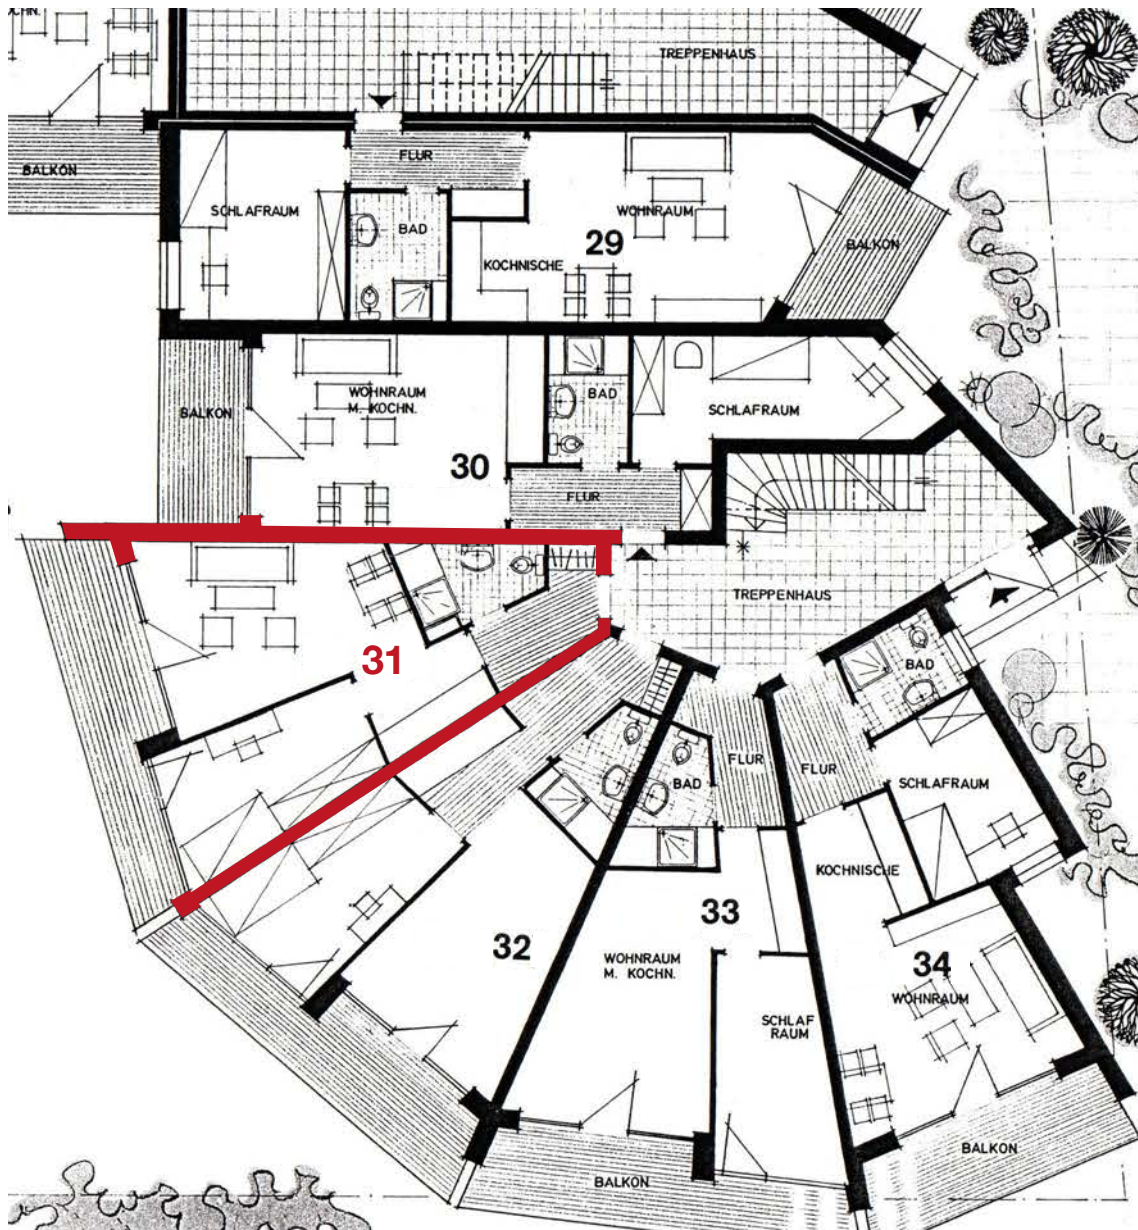 CHN.
TREPPENHAUS
BALKON
FLUR
SCHLAFRAUM
BAD
WOHNRAUM
29
KOCHNISCHE
BALKON
WOHNRAUM
M. KOCHN.
BAD
BALKON
SCHLAFRAUM
30
FLUR
TREPPENHAUS
31
BAD
FLUR
FLUR
BAD
SCHLAFRAUM
KOCHNISCHE
33
32
WOHNRAUM
M. KOCHN.
34
WOHNRAUM
SCHLAF
RAUM
BALKON
BALKON